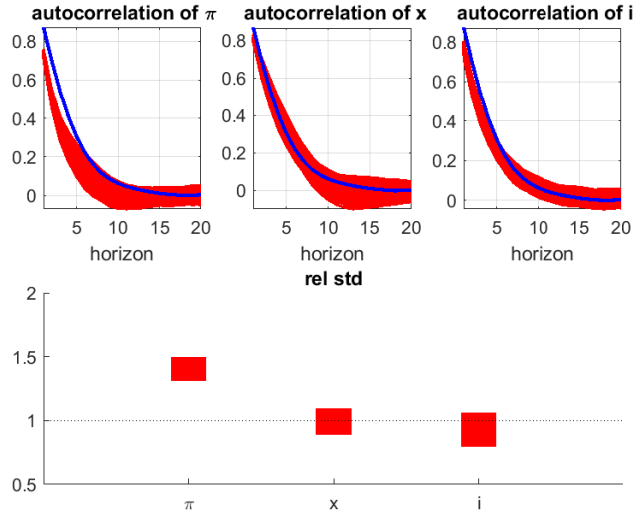 autocorrelation of π
autocorrelation of x
autocorrelation of i
0.8
0.6
0.4
0.2
0
5 10 15 20
horizon
0.8
0.6
0.4
0.2
0
5 10 15 20
horizon
0.8
0.6
0.4
0.2
0
5 10 15 20
horizon
rel std
2
1.5
1
0.5
π x i